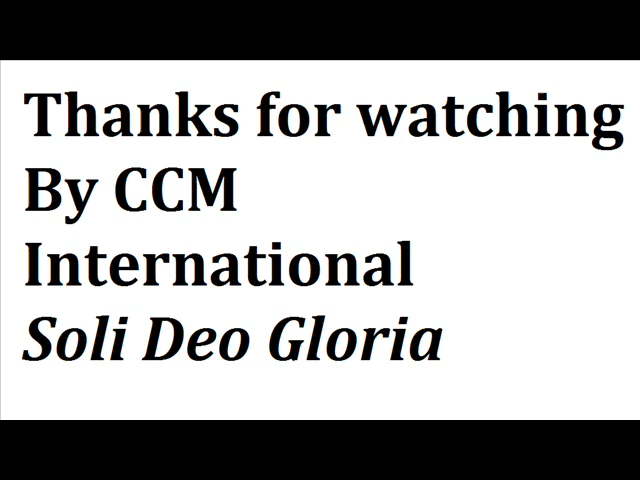 Thanks for watching
By CCM
International
Soli Deo Gloria